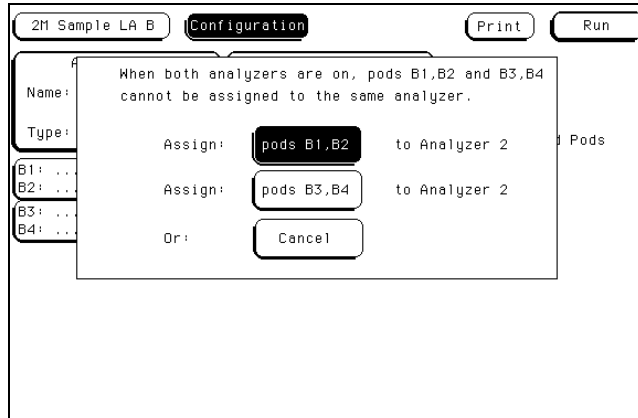 2M Sample LA B Configuration Print Run
When both analyzers are on, pods B1,B2 and B3,B4
cannot be assigned to the same analyzer.
Name:
Type:
Pods
Assign: pods B1,B2 to Analyzer 2
Assign: pods B3,B4 to Analyzer 2
Or: Cancel
B1: ...
B2: ...
B3: ...
B4: ...